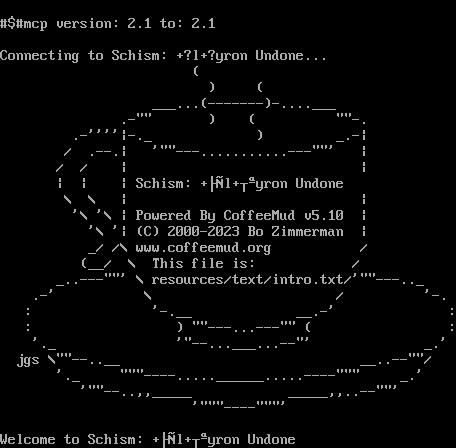 #$#mcp version: 2.1 to: 2.1
Connecting to Schism: +?l+?yron Undone...
Schism: +├Ñl+┬ªyron Undone
Powered By CoffeeMud v5.10
(C) 2000-2023 Bo Zimmerman
www.coffeemud.org
This file is:
resources/text/intro.txt
jgs
Welcome to Schism: +├Ñl+┬ªyron Undone